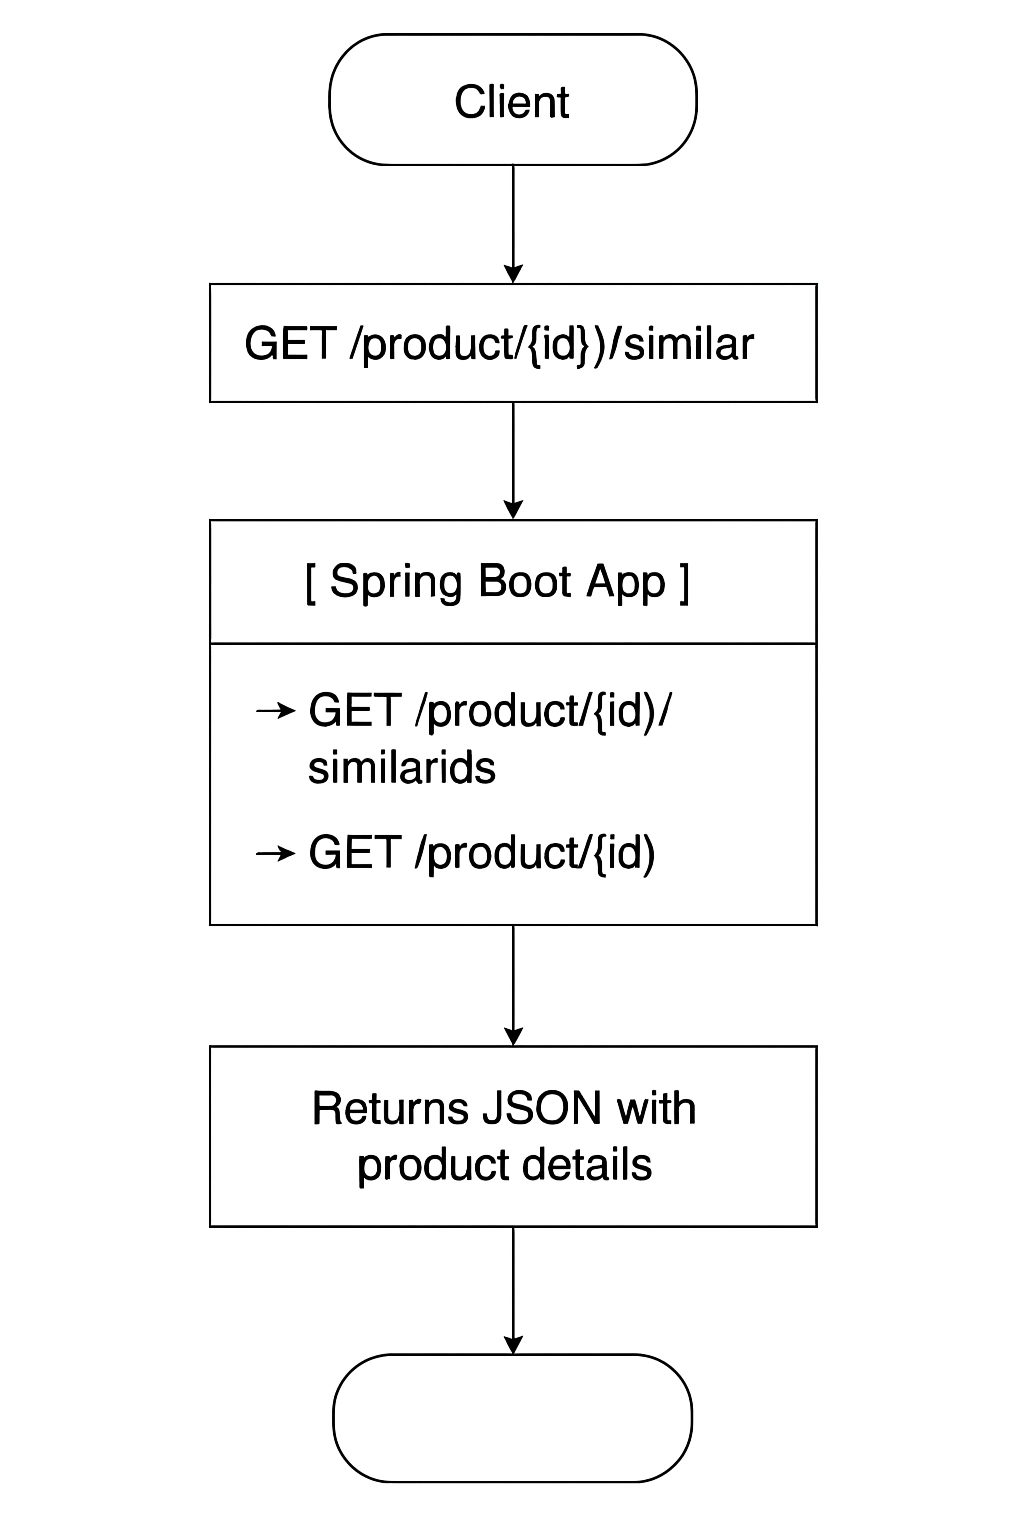 Client
GET /product/{id})/similar
[ Spring Boot App ]
→ GET /product/{id)/
similarids
→ GET /product/{id)
Returns JSON with
product details